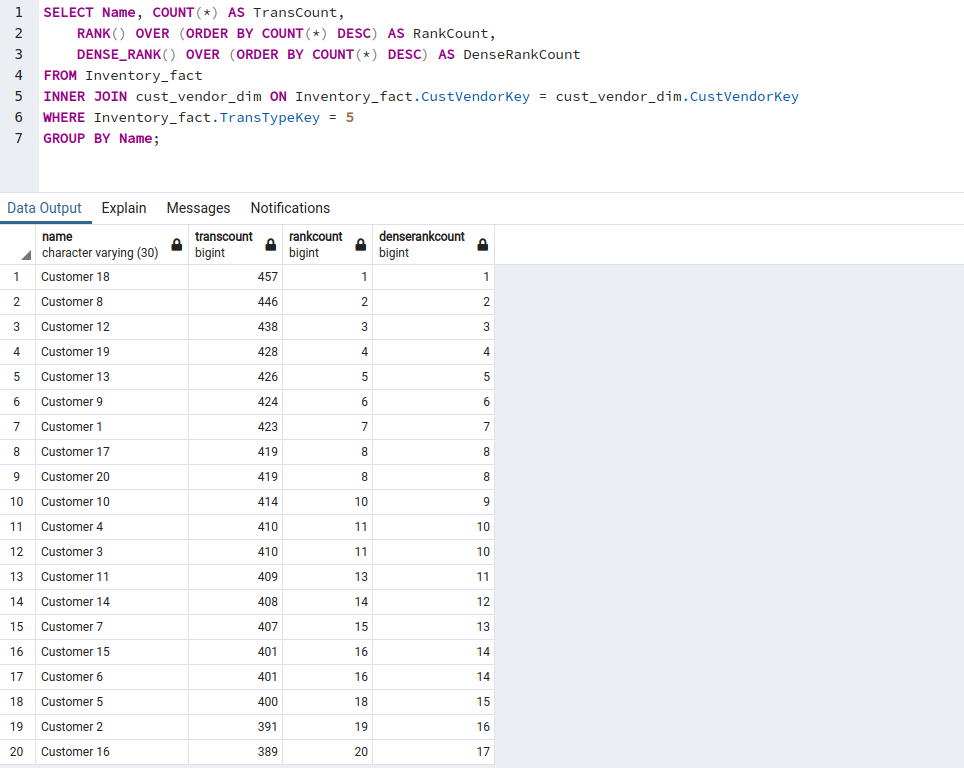 1 SELECT Name, COUNT(*) AS TransCount,
2 RANK() OVER (ORDER BY COUNT(*) DESC) AS RankCount,
3 DENSE_RANK() OVER (ORDER BY COUNT(*) DESC) AS DenseRankCount
4 FROM Inventory_fact
5 INNER JOIN cust_vendor_dim ON Inventory_fact.CustVendorKey = cust_vendor_dim.CustVendorKey
6 WHERE Inventory_fact.TransTypeKey = 5
7 GROUP BY Name;
Data Output Explain Messages Notifications
name transcount rankcount denserankcount
character varying (30) bigint bigint bigint
1 Customer 18 457 1 1
2 Customer 8 446 2 2
3 Customer 12 438 3 3
4 Customer 19 428 4 4
5 Customer 13 426 5 5
6 Customer 9 424 6 6
7 Customer 1 423 7 7
8 Customer 17 419 8 8
9 Customer 20 419 8 8
10 Customer 10 414 10 9
11 Customer 4 410 11 10
12 Customer 3 410 11 10
13 Customer 11 409 13 11
14 Customer 14 408 14 12
15 Customer 7 407 15 13
16 Customer 15 401 16 14
17 Customer 6 401 16 14
18 Customer 5 400 18 15
19 Customer 2 391 19 16
20 Customer 16 389 20 17